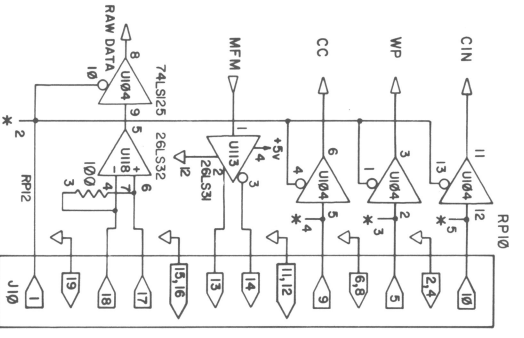 RAW DATA
MFM
CC
WP
CIN
8
10
U104
74LS125
9
5
26LS32
U118
+
-
6
7
4
100
3
* 2
RP12
1
+5V
4
U113
3
2
12
26LS31
6
U104
4
5
* 4
3
U104
1
2
* 3
11
U104
13
12
* 5
RP10
J10
1
19
18
17
15,16
13
14
11,12
9
6,8
5
2,4
10